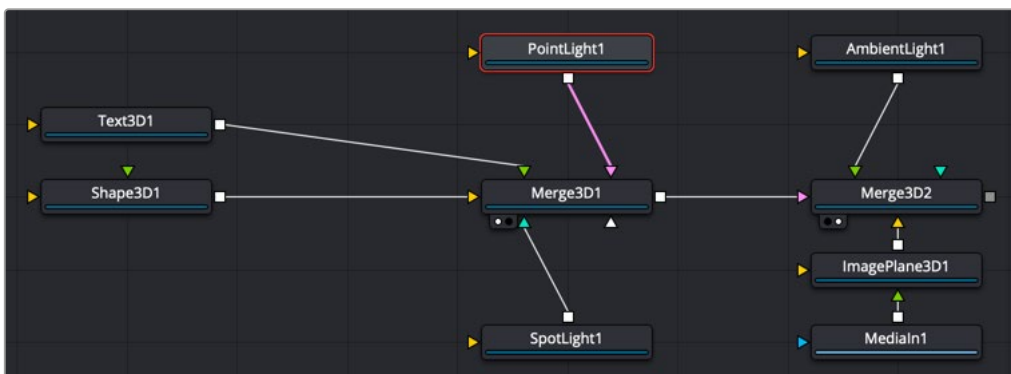 PointLight1
AmbientLight1
Text3D1
Shape3D1
Merge3D1
Merge3D2
ImagePlane3D1
SpotLight1
MediaIn1